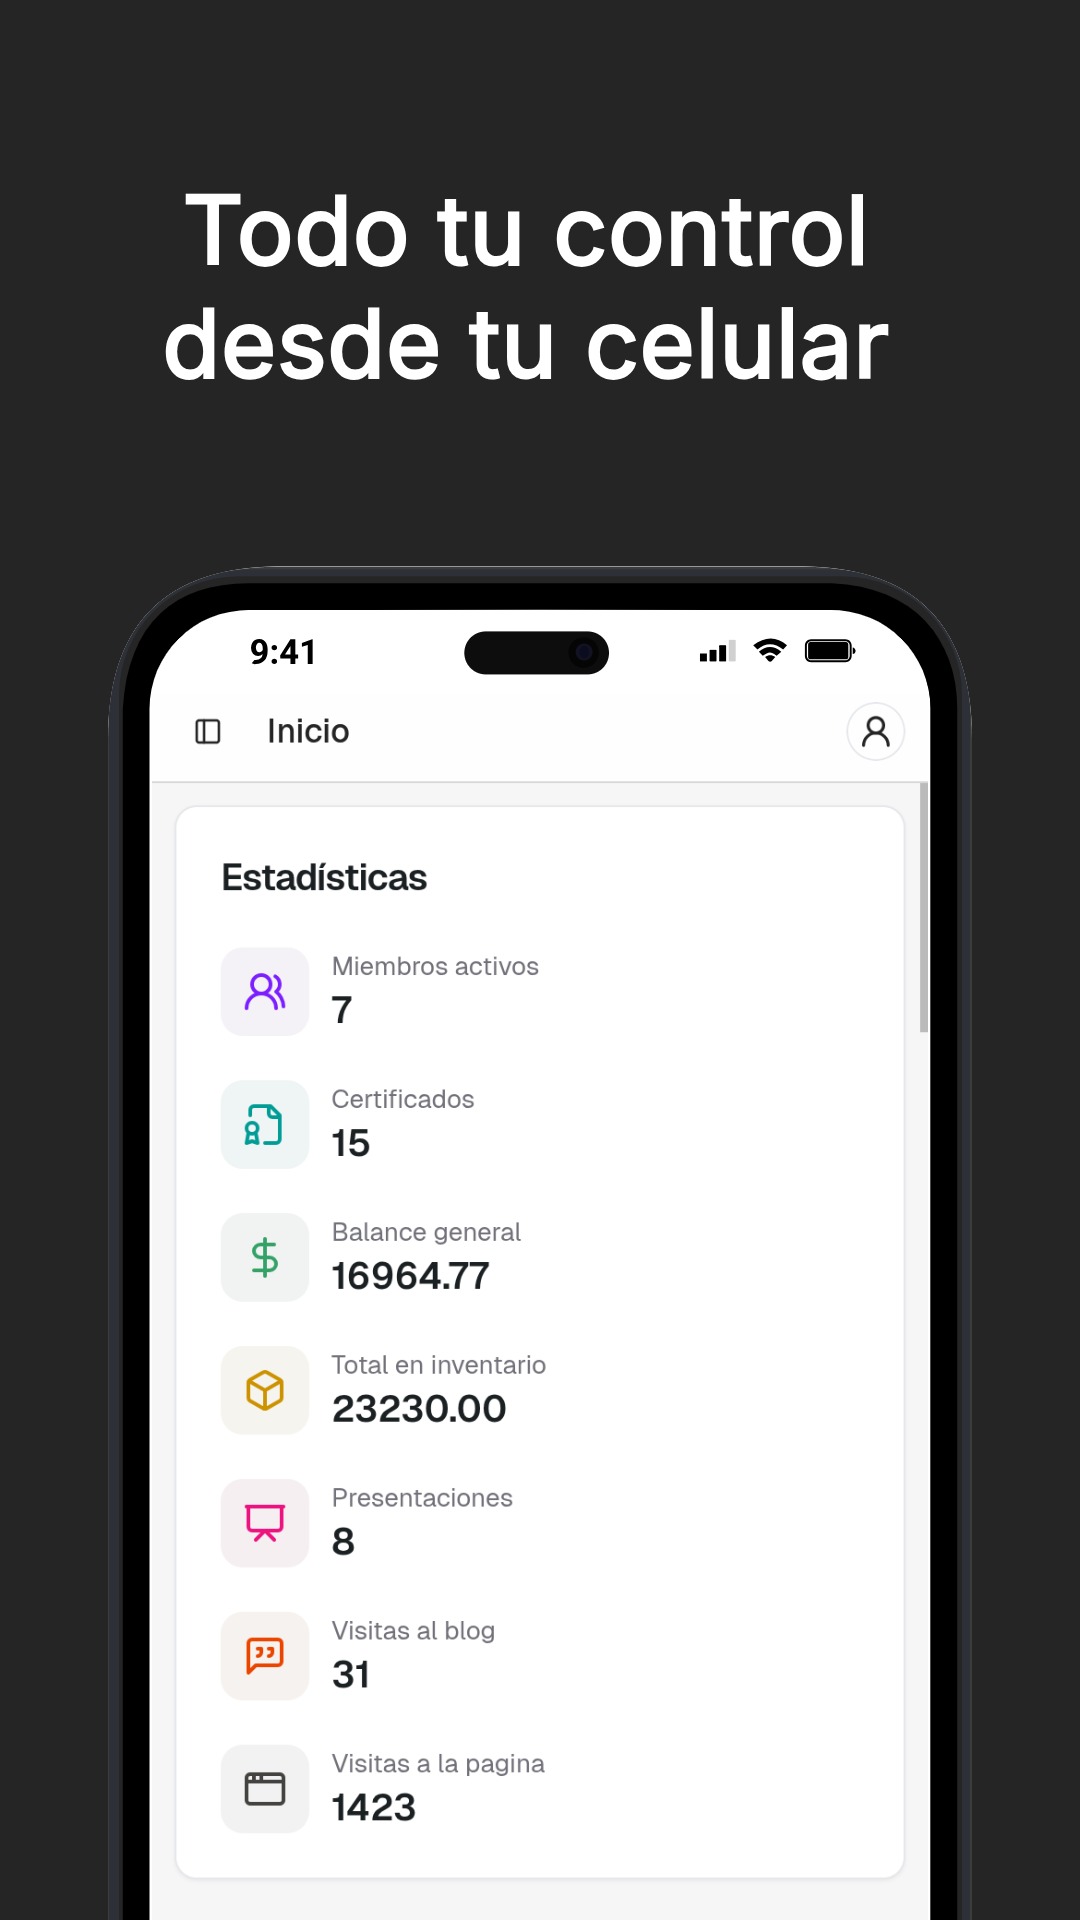 Todo tu control
desde tu celular
9:41
Inicio
Estadísticas
Miembros activos
7
Certificados
15
Balance general
16964.77
Total en inventario
23230.00
Presentaciones
8
Visitas al blog
31
Visitas a la pagina
1423